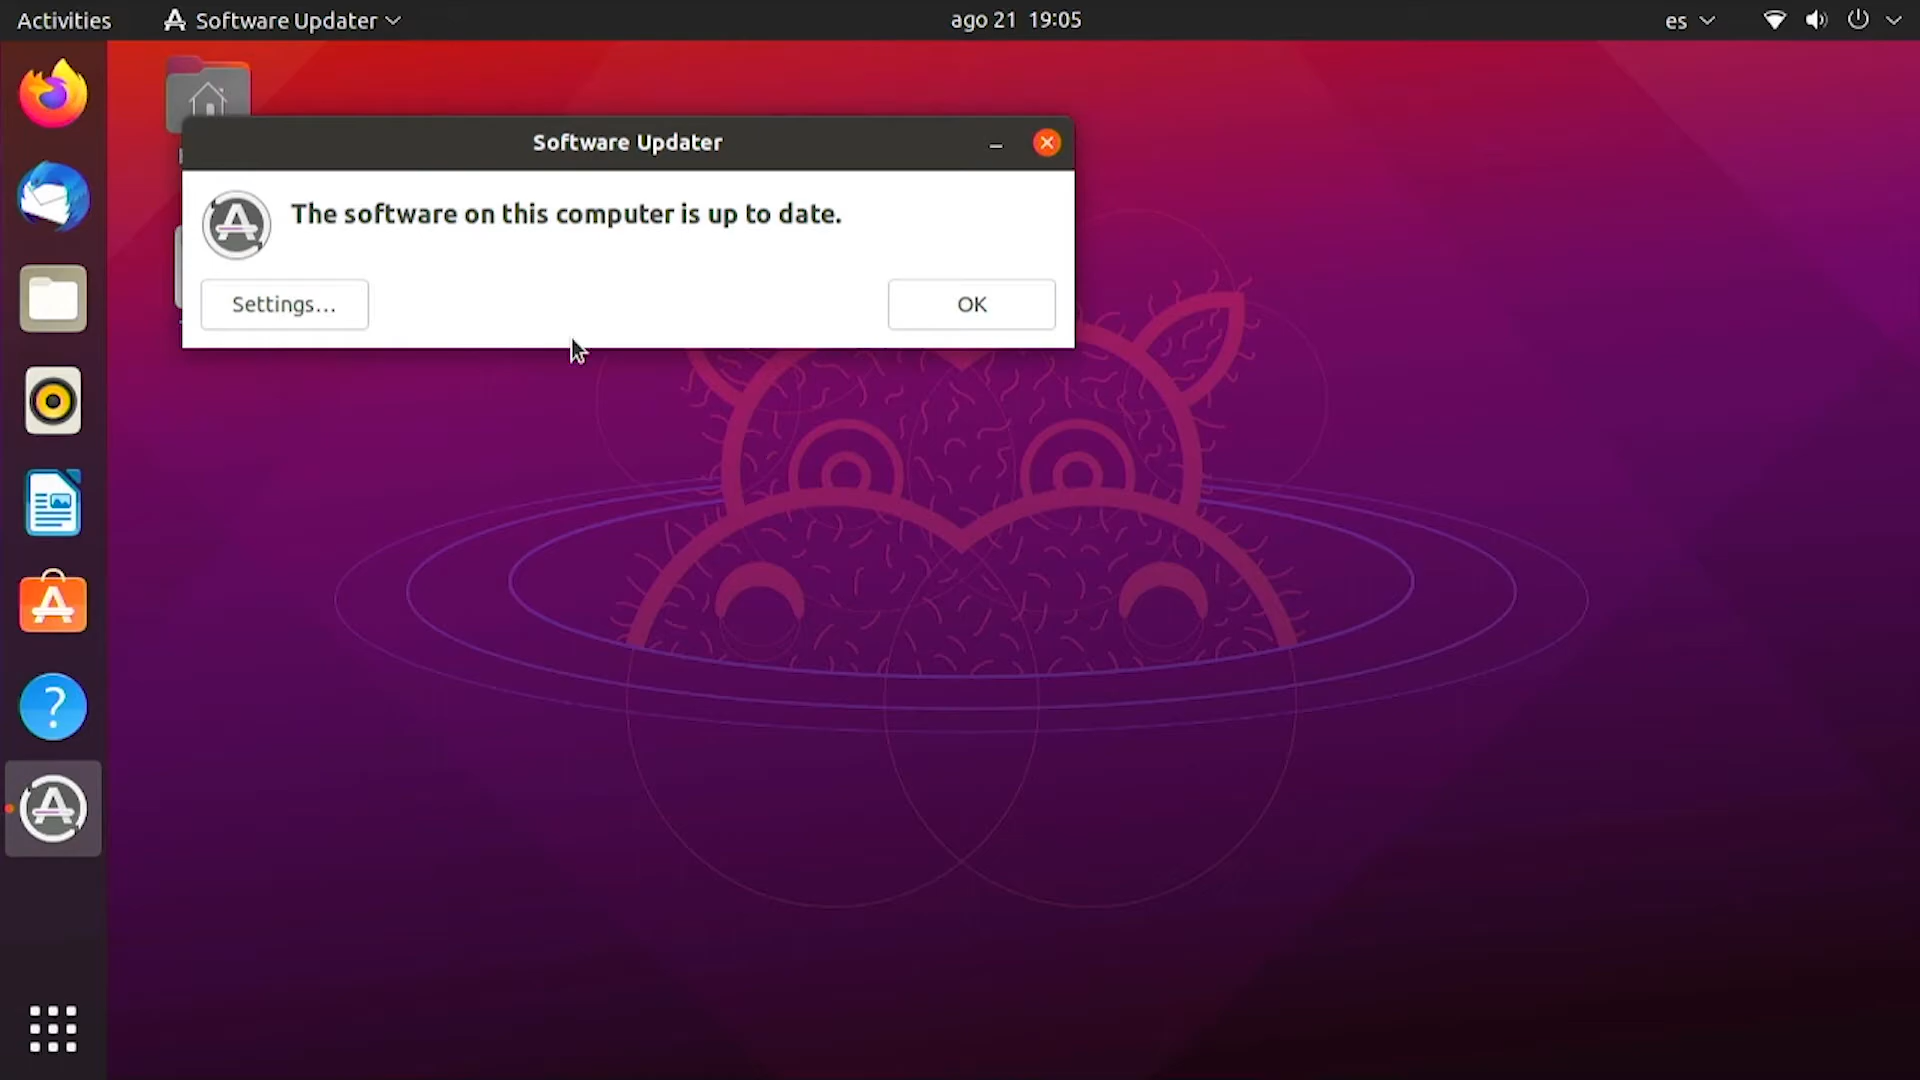 Activities
Software Updater
ago 21 19:05
es
Software Updater
The software on this computer is up to date.
Settings...
OK